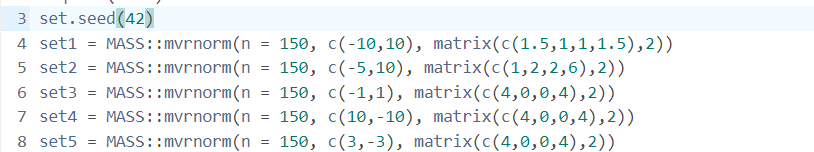 3 set.seed(42)
4 set1 = MASS::mvrnorm(n = 150, c(-10,10), matrix(c(1.5,1,1,1.5),2))
5 set2 = MASS::mvrnorm(n = 150, c(-5,10), matrix(c(1,2,2,6),2))
6 set3 = MASS::mvrnorm(n = 150, c(-1,1), matrix(c(4,0,0,4),2))
7 set4 = MASS::mvrnorm(n = 150, c(10,-10), matrix(c(4,0,0,4),2))
8 set5 = MASS::mvrnorm(n = 150, c(3,-3), matrix(c(4,0,0,4),2))